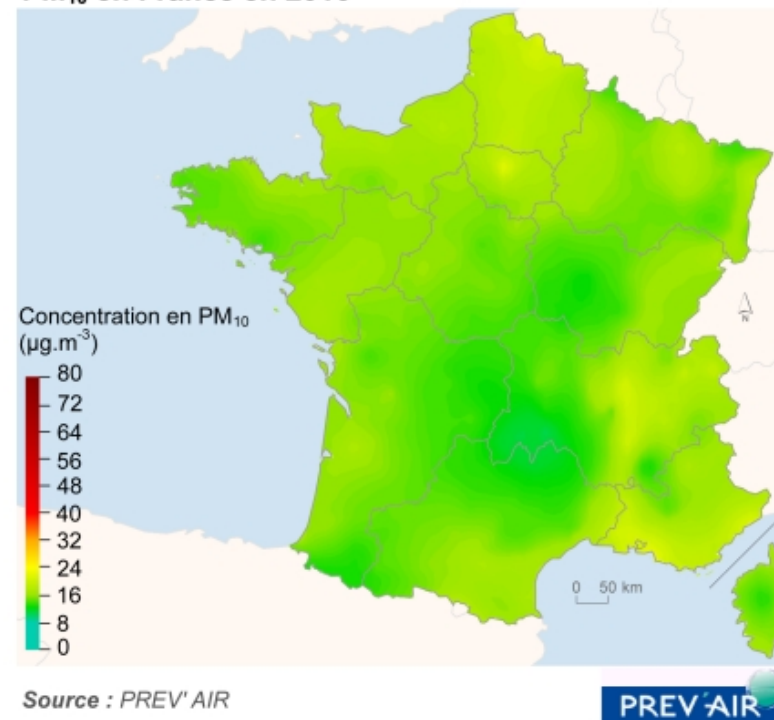 Concentration en PM₁₀
(µg.m⁻³)
80
72
64
56
48
40
32
24
16
8
0
N
0 50 km
Source : PREV' AIR
PREV'AIR